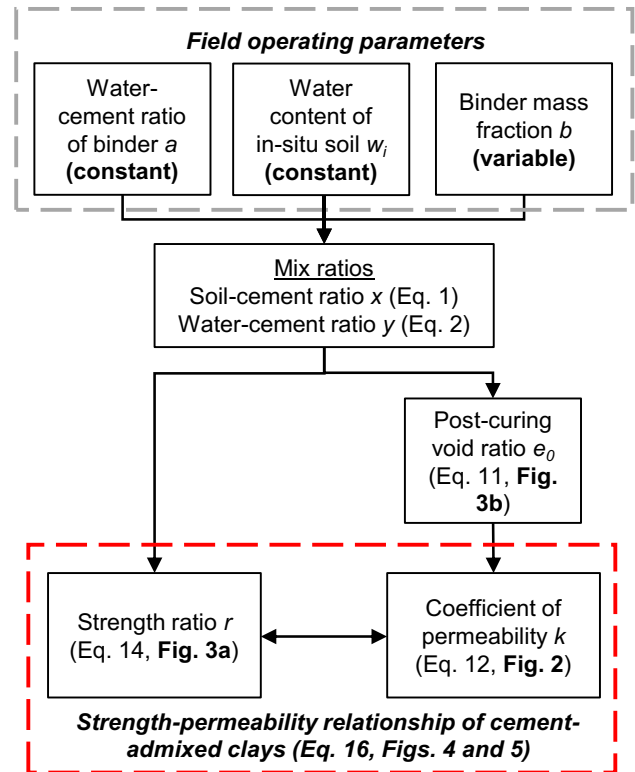 Field operating parameters
Water-
cement ratio
of binder a
(constant)
Water
content of
in-situ soil wi
(constant)
Binder mass
fraction b
(variable)
Mix ratios
Soil-cement ratio x (Eq. 1)
Water-cement ratio y (Eq. 2)
Post-curing
void ratio e0
(Eq. 11, Fig.
3b)
Strength ratio r
(Eq. 14, Fig. 3a)
Coefficient of
permeability k
(Eq. 12, Fig. 2)
Strength-permeability relationship of cement-
admixed clays (Eq. 16, Figs. 4 and 5)